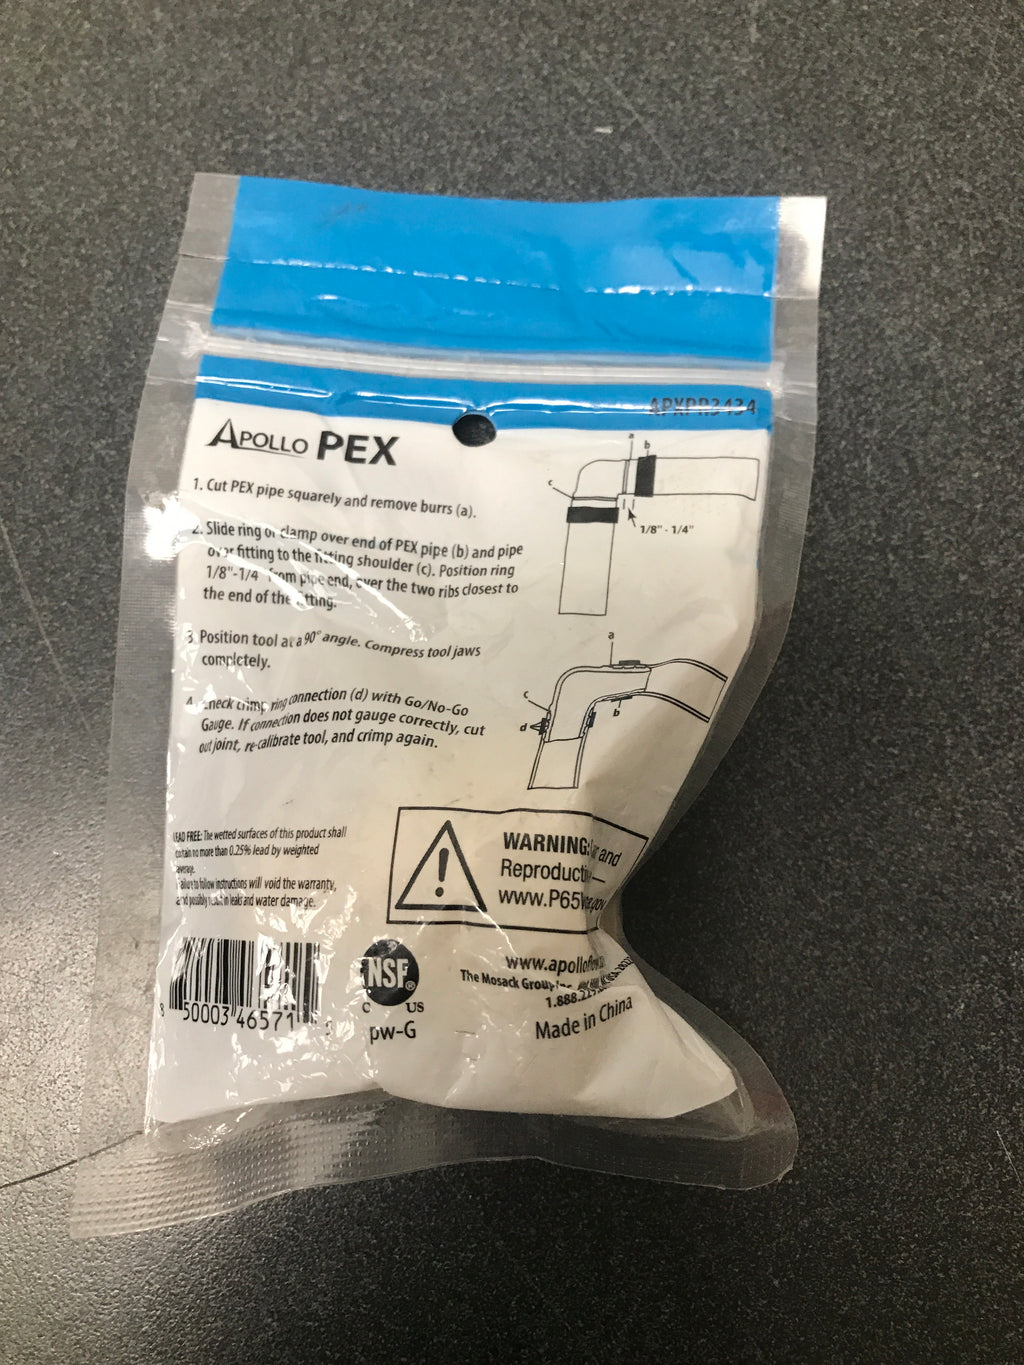 APXPR3434
APOLLO PEX
1. Cut PEX pipe squarely and remove burrs (a).
2. Slide ring or clamp over end of PEX pipe (b) and pipe
over fitting to the fitting shoulder (c). Position ring
1/8"-1/4" from pipe end, over the two ribs closest to
the end of the fitting.
3. Position tool at a 90° angle. Compress tool jaws
completely.
4. Check crimp ring connection (d) with Go/No-Go
Gauge. If connection does not gauge correctly, cut
out joint, re-calibrate tool, and crimp again.
a
b
c
1/8" - 1/4"
a
c
b
d
LEAD FREE: The wetted surfaces of this product shall
contain no more than 0.25% lead by weighted
average.
Failure to follow instructions will void the warranty,
and possibly result in leaks and water damage.
WARNING: and
Reproductive
www.P65
8 50003 46571
NSF®
C US
pw-G
www.apolloflow
The Mosack Group, Inc.
1.888.
Made in China